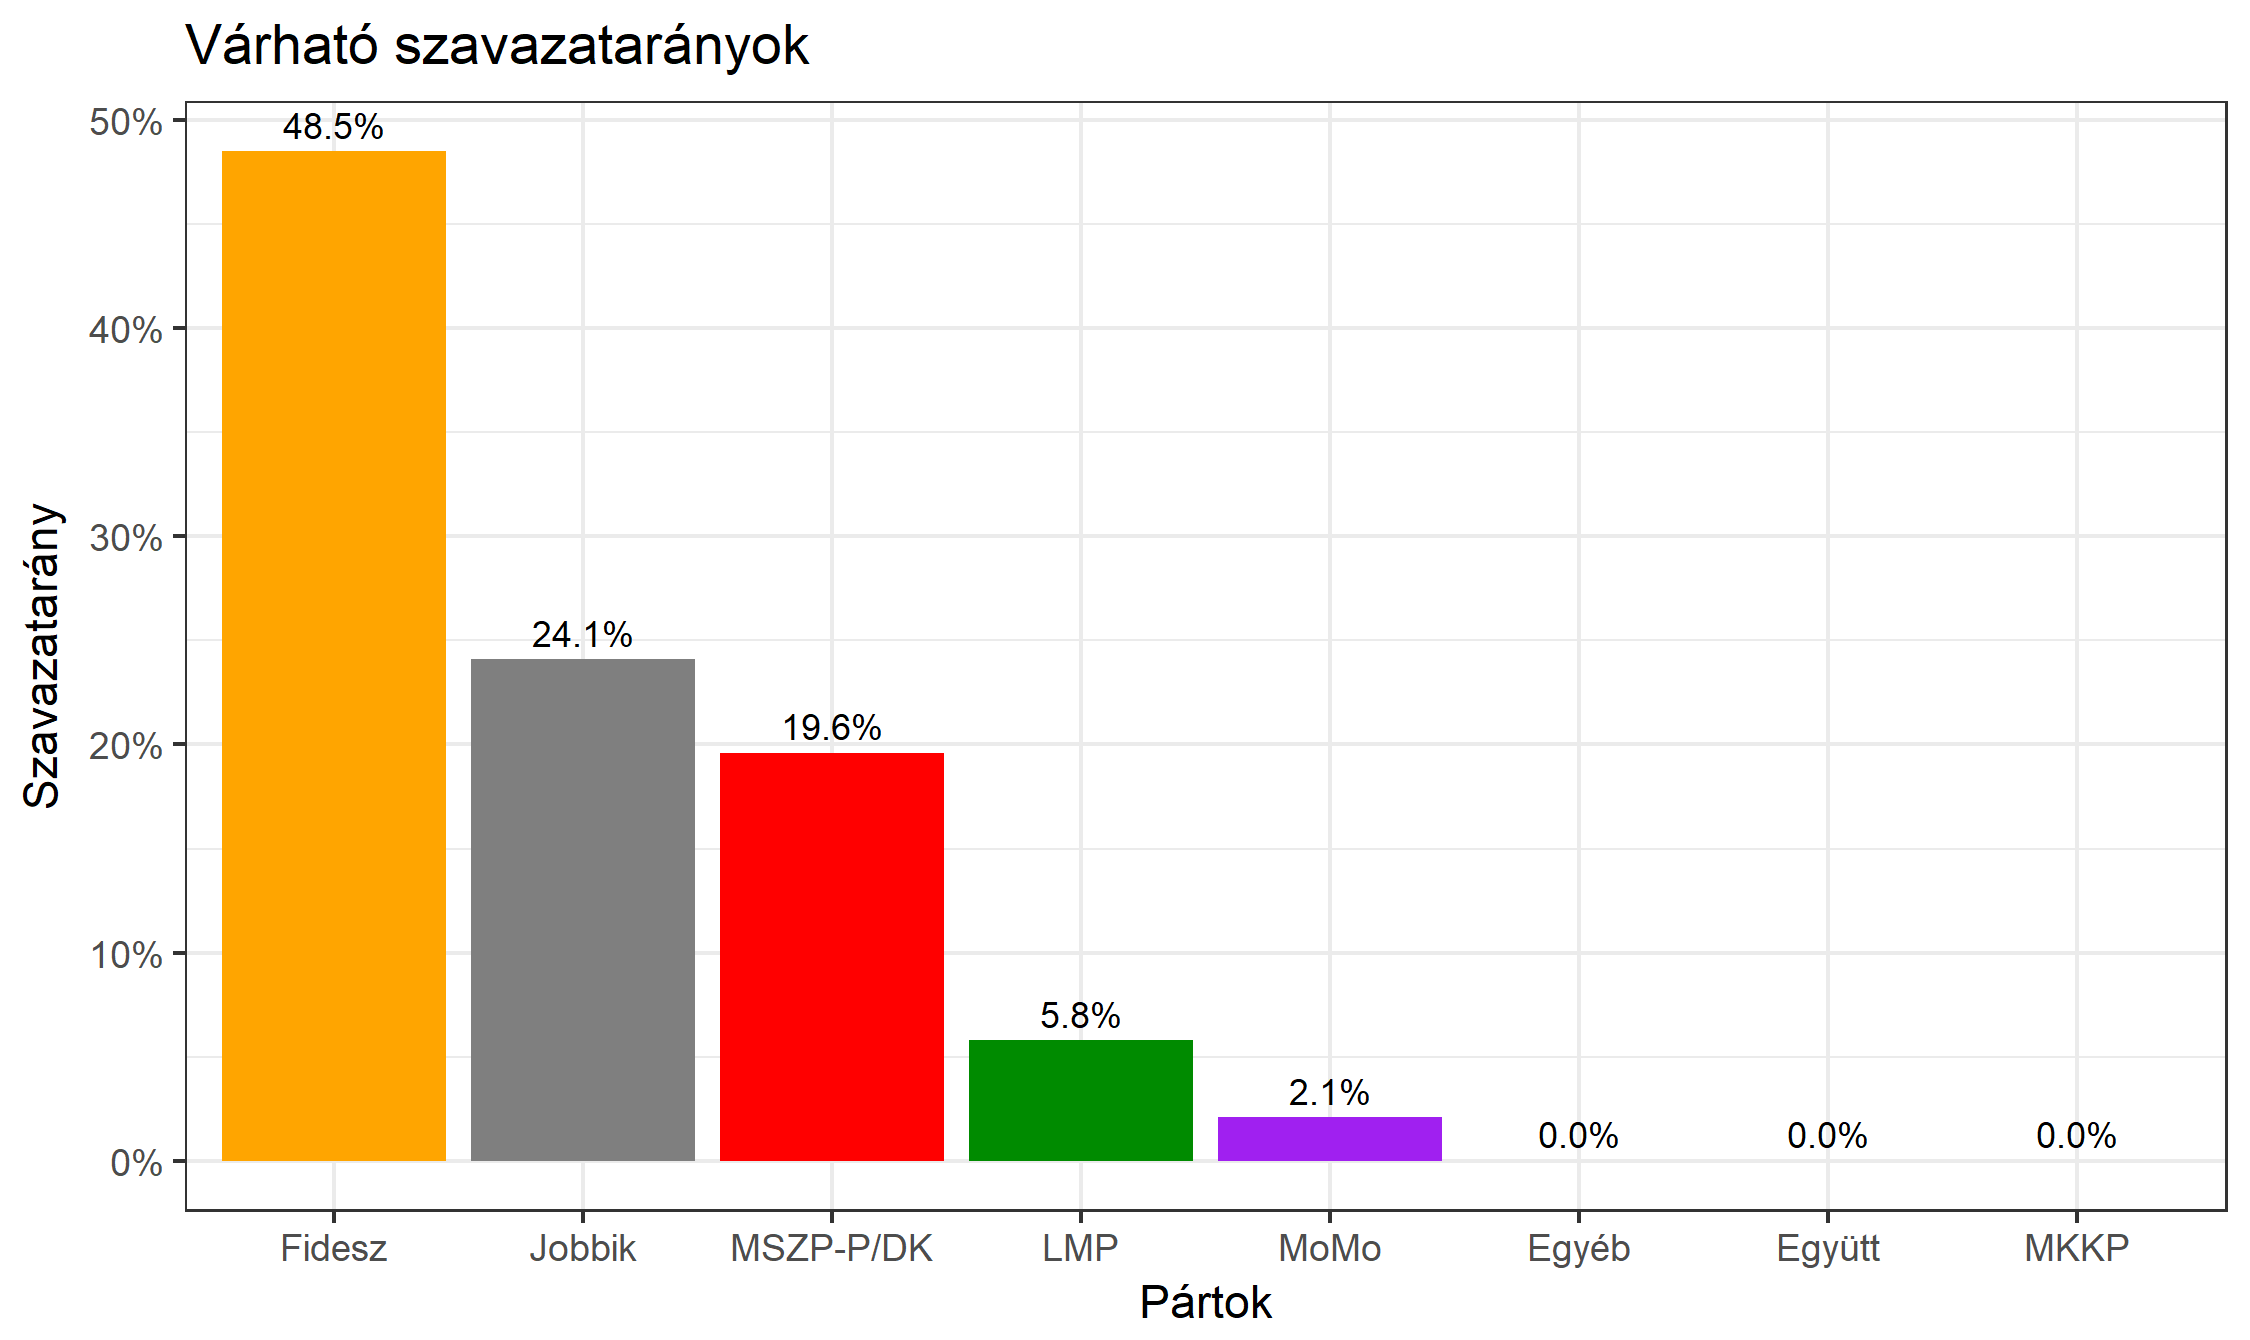 Várható szavazatarányok
Szavazatarány
50%
40%
30%
20%
10%
0%
48.5%
24.1%
19.6%
5.8%
2.1%
0.0%
0.0%
0.0%
Fidesz
Jobbik
MSZP-P/DK
LMP
MoMo
Egyéb
Együtt
MKKP
Pártok